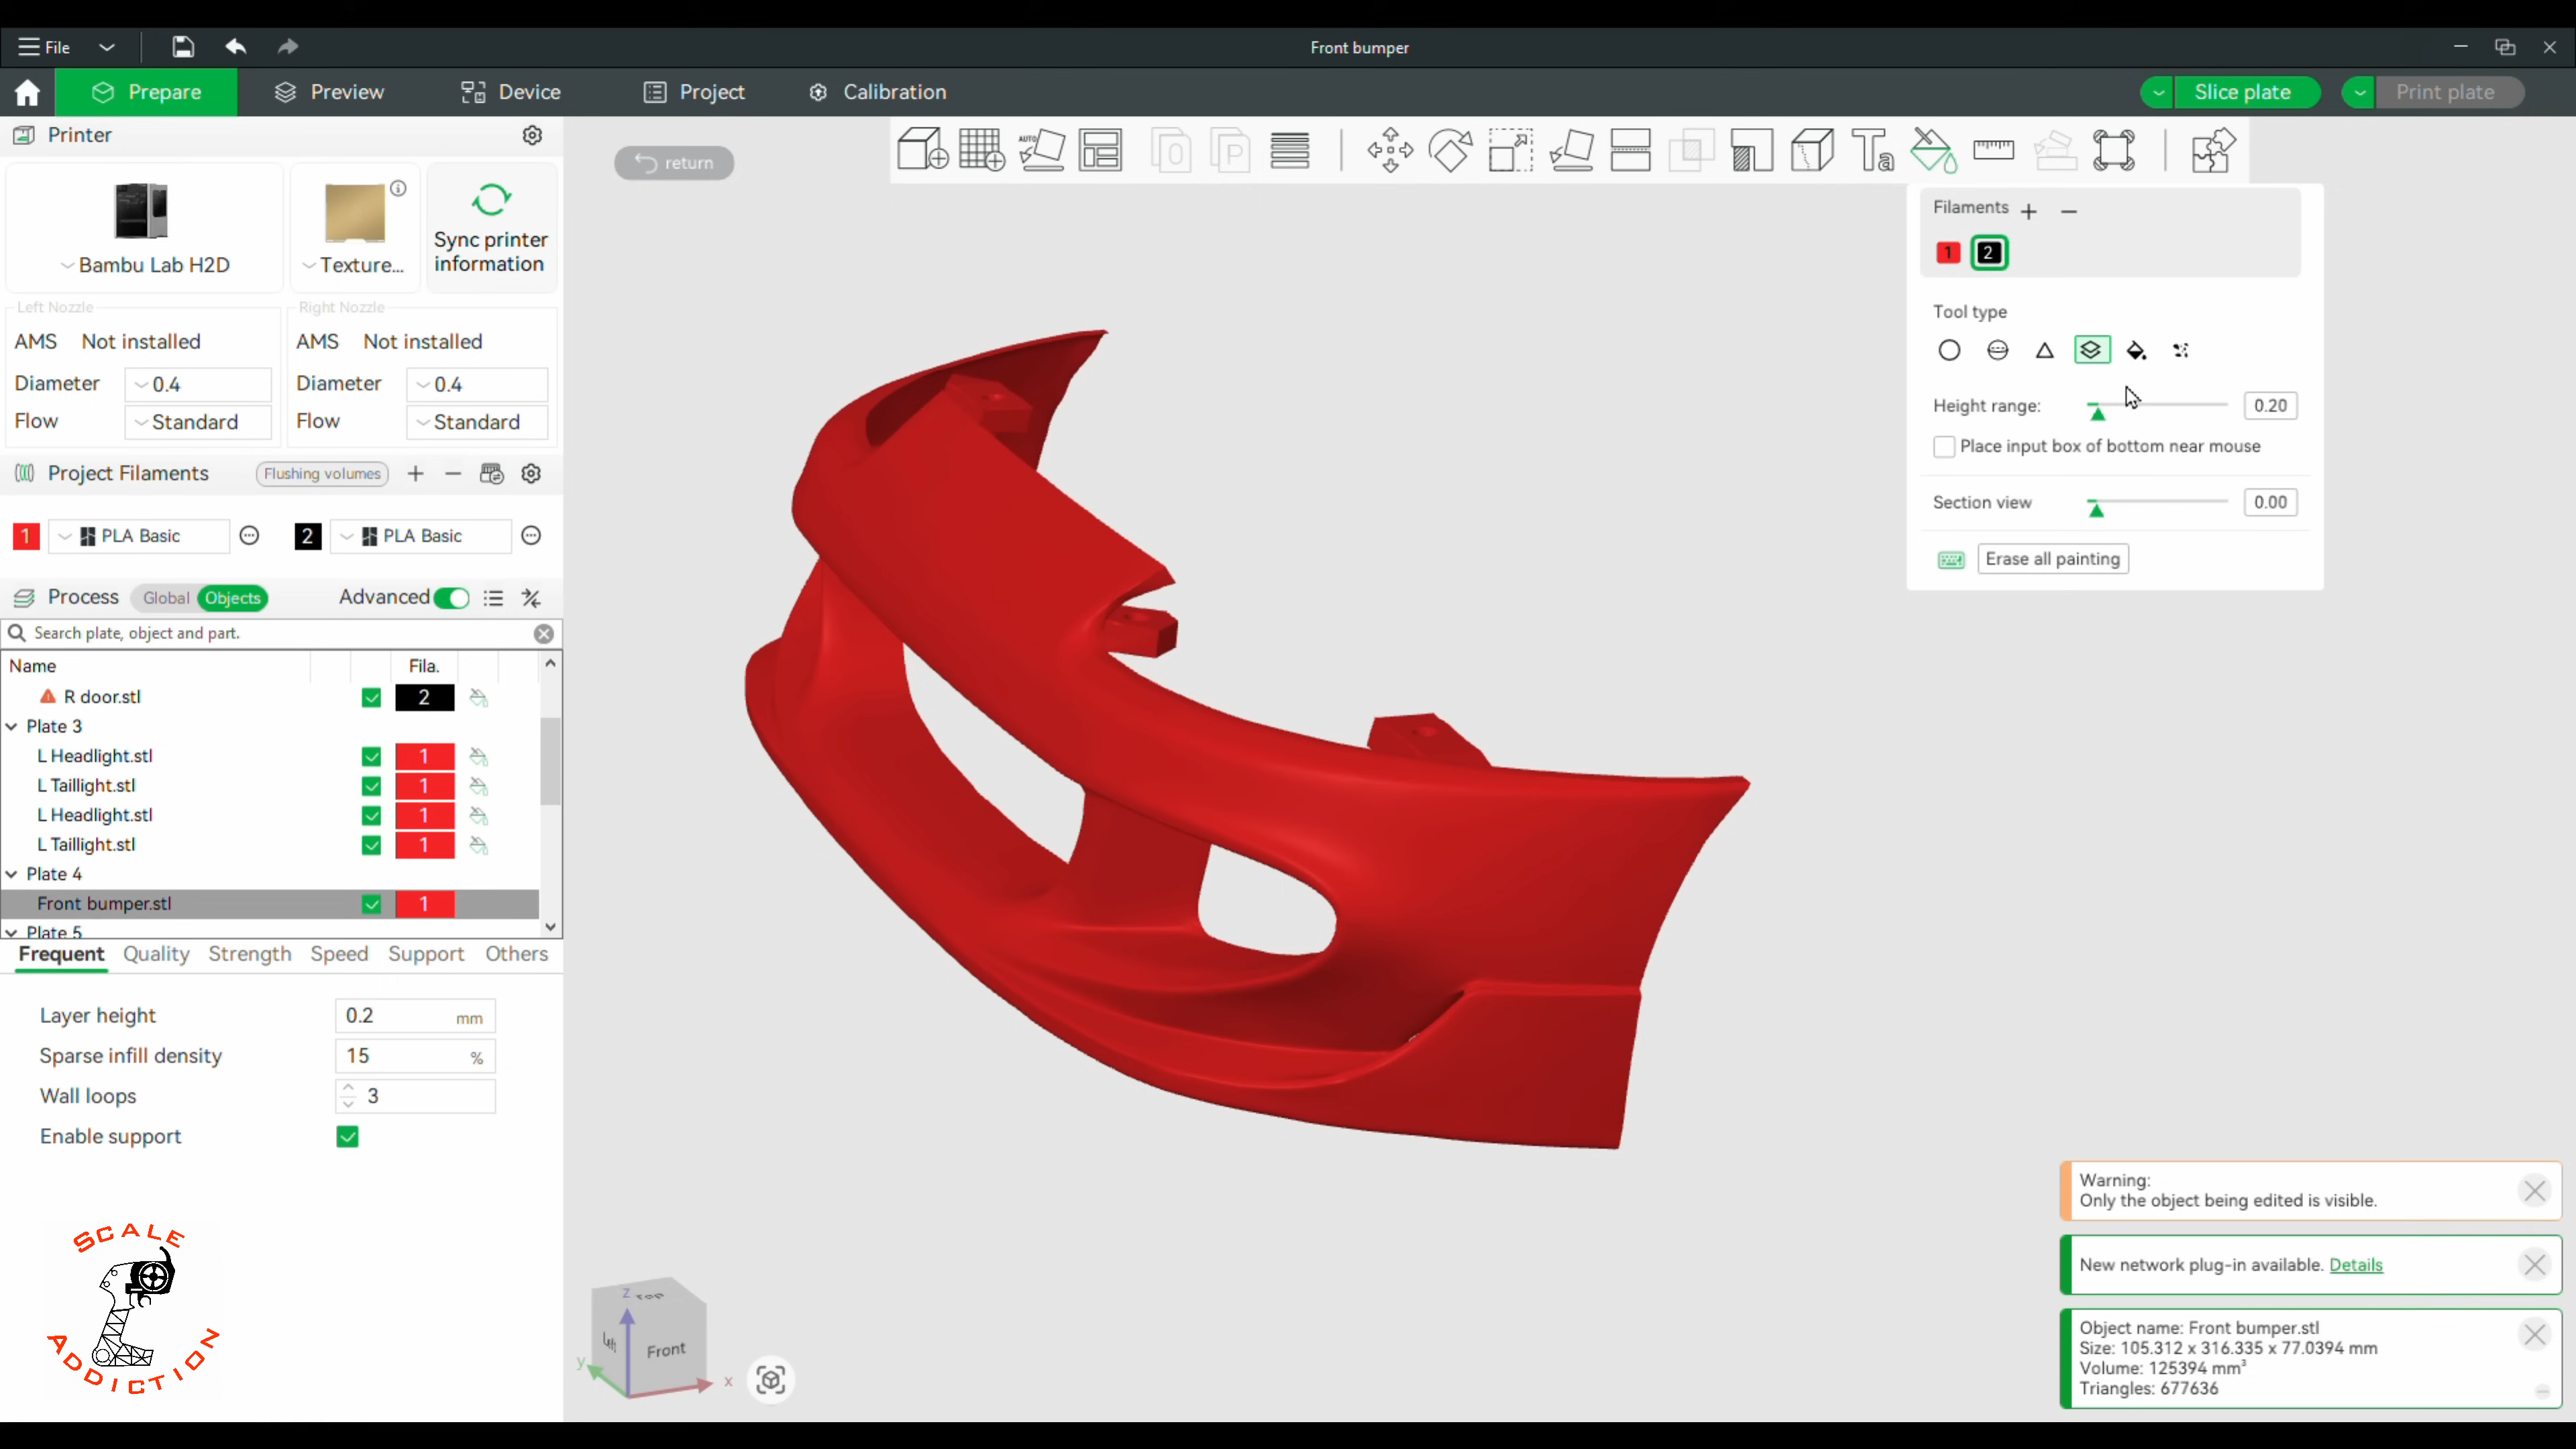 File
Front bumper
Prepare
Preview
Device
Project
Calibration
Slice plate
Print plate
Printer
return
AUTO
Bambu Lab H2D
Texture...
Sync printer
information
Left Nozzle
Right Nozzle
AMS Not installed
AMS Not installed
Diameter 0.4
Diameter 0.4
Flow Standard
Flow Standard
Project Filaments
Flushing volumes
1 PLA Basic
2 PLA Basic
Process
Global
Objects
Advanced
Search plate, object and part.
Name Fila.
R door.stl 2
Plate 3
L Headlight.stl 1
L Taillight.stl 1
L Headlight.stl 1
L Taillight.stl 1
Plate 4
Front bumper.stl 1
Plate 5
Frequent Quality Strength Speed Support Others
Layer height 0.2 mm
Sparse infill density 15 %
Wall loops 3
Enable support
SCALE
ADDICTION
Filaments
1 2
Tool type
Height range: 0.20
Place input box of bottom near mouse
Section view 0.00
Erase all painting
Top
Left
Front
z
y
x
Warning:
Only the object being edited is visible.
New network plug-in available. Details
Object name: Front bumper.stl
Size: 105.312 x 316.335 x 77.0394 mm
Volume: 125394 mm³
Triangles: 677636